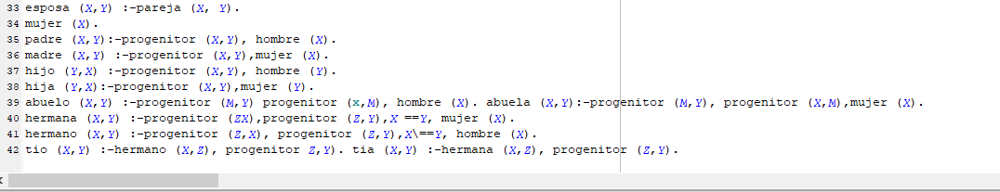 33 esposa (X,Y) :-pareja (X, Y).
34 mujer (X).
35 padre (X,Y):-progenitor (X,Y), hombre (X).
36 madre (X,Y) :-progenitor (X,Y),mujer (X).
37 hijo (Y,X) :-progenitor (X,Y), hombre (Y).
38 hija (Y,X):-progenitor (X,Y),mujer (Y).
39 abuelo (X,Y) :-progenitor (M,Y) progenitor (x,M), hombre (X). abuela (X,Y):-progenitor (M,Y), progenitor (X,M),mujer (X).
40 hermana (X,Y) :-progenitor (ZX),progenitor (Z,Y),X ==Y, mujer (X).
41 hermano (X,Y) :-progenitor (Z,X), progenitor (Z,Y),X\==Y, hombre (X).
42 tio (X,Y) :-hermano (X,Z), progenitor Z,Y). tia (X,Y) :-hermana (X,Z), progenitor (Z,Y).